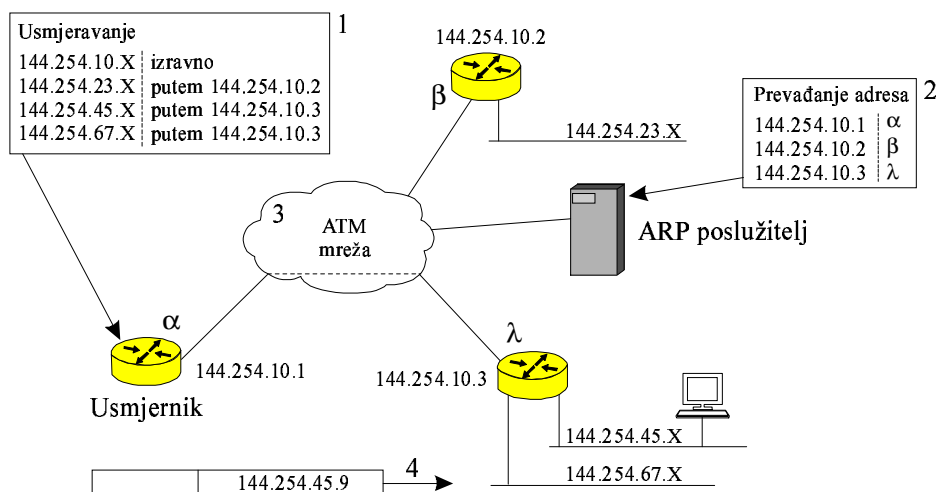 1
Usmjeravanje
144.254.10.X izravno
144.254.23.X putem 144.254.10.2
144.254.45.X putem 144.254.10.3
144.254.67.X putem 144.254.10.3
144.254.10.2
β
144.254.23.X
2
Prevađanje adresa
144.254.10.1 α
144.254.10.2 β
144.254.10.3 λ
3
ATM
mreža
ARP poslužitelj
α
144.254.10.1
Usmjernik
λ
144.254.10.3
144.254.45.X
144.254.67.X
144.254.45.9
4